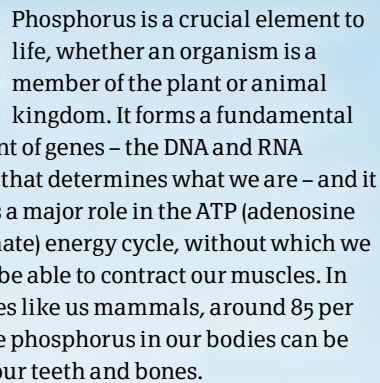 Phosphorus is a crucial element to
life, whether an organism is a
member of the plant or animal
kingdom. It forms a fundamental
of genes – the DNA and RNA
that determines what we are – and it
a major role in the ATP (adenosine
energy cycle, without which we
be able to contract our muscles. In
like us mammals, around 85 per
phosphorus in our bodies can be
our teeth and bones.